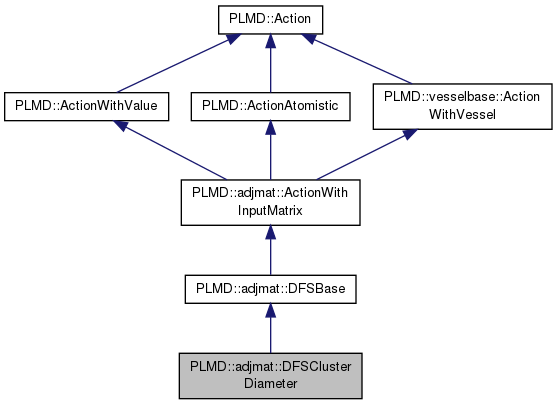 PLMD::Action
PLMD::ActionWithValue
PLMD::ActionAtomistic
PLMD::vesselbase::Action
WithVessel
PLMD::adjmat::ActionWith
InputMatrix
PLMD::adjmat::DFSBase
PLMD::adjmat::DFSCluster
Diameter